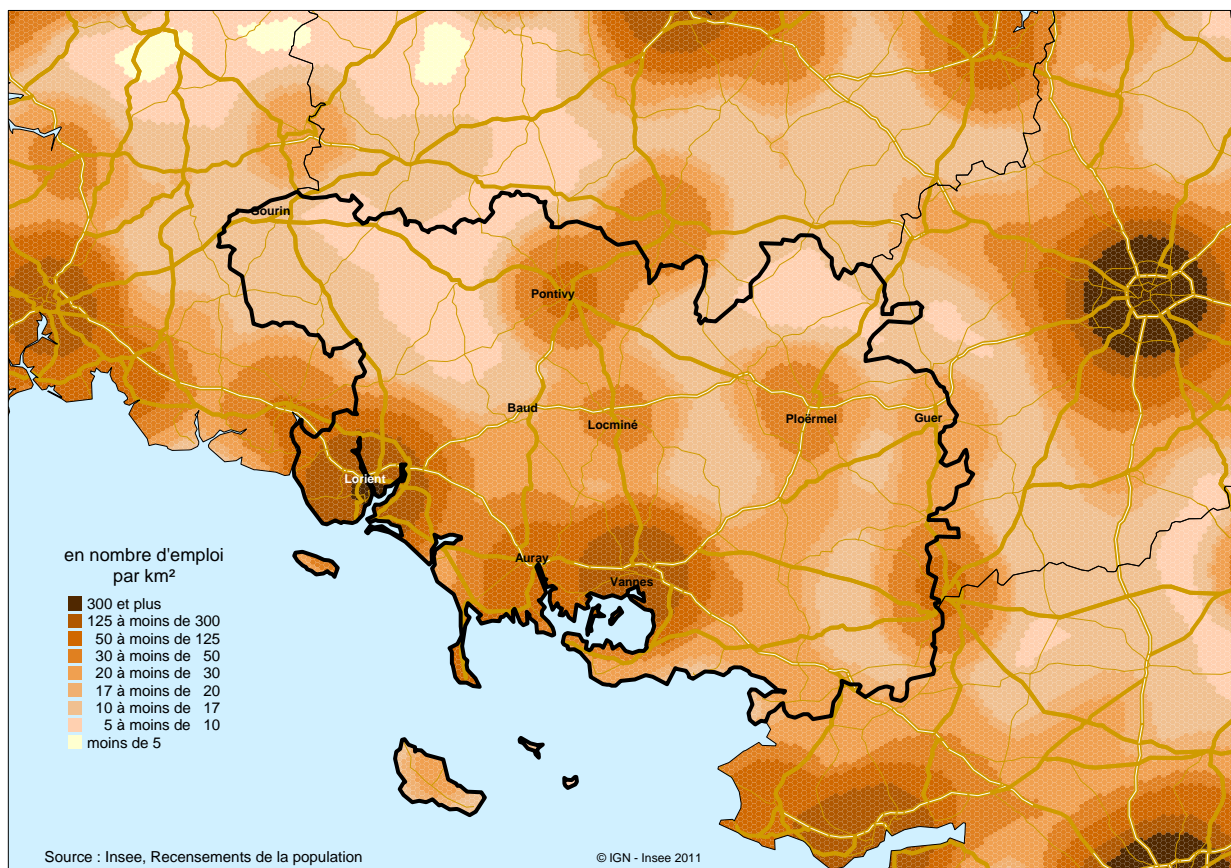 Gourin
Pontivy
Baud
Locminé
Ploërmel
Guer
Lorient
Auray
Vannes
en nombre d'emploi
par km²
300 et plus
125 à moins de 300
50 à moins de 125
30 à moins de 50
20 à moins de 30
17 à moins de 20
10 à moins de 17
5 à moins de 10
moins de 5
Source : Insee, Recensements de la population
© IGN - Insee 2011